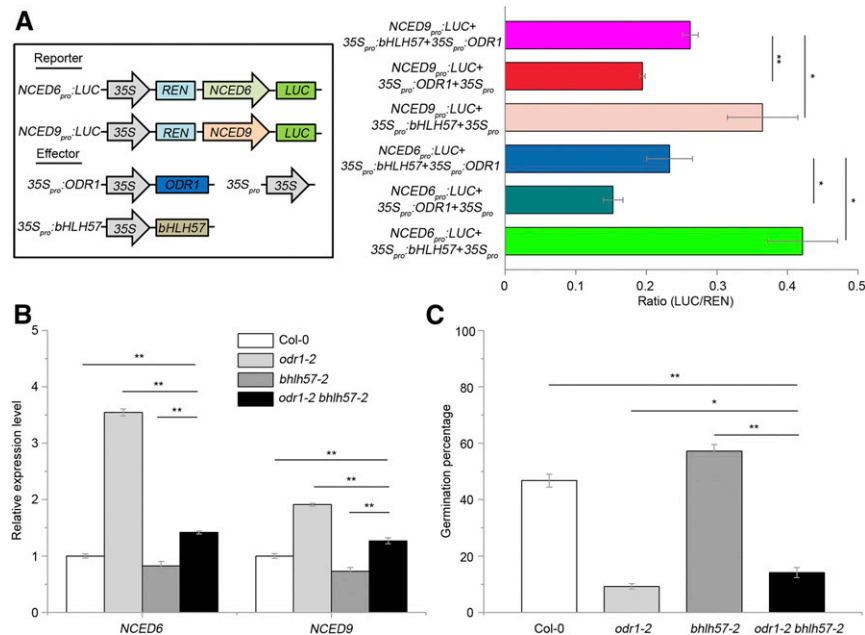 A
Reporter
NCED6pro:LUC 35S REN NCED6 LUC
NCED9pro:LUC 35S REN NCED9 LUC
Effector
35Spro:ODR1 35S ODR1 35Spro 35S
35Spro:bHLH57 35S bHLH57
NCED9pro:LUC+
35Spro:bHLH57+35Spro:ODR1
NCED9pro:LUC+
35Spro:ODR1+35Spro
NCED9pro:LUC+
35Spro:bHLH57+35Spro
NCED6pro:LUC+
35Spro:bHLH57+35Spro:ODR1
NCED6pro:LUC+
35Spro:ODR1+35Spro
NCED6pro:LUC+
35Spro:bHLH57+35Spro
**
*
*
*
0 0.1 0.2 0.3 0.4 0.5
Ratio (LUC/REN)
B
Relative expression level
5
4
3
2
1
0
Col-0
odr1-2
bhlh57-2
odr1-2 bhlh57-2
**
**
**
**
**
**
NCED6 NCED9
C
Germination percentage
100
80
60
40
20
0
**
*
**
Col-0 odr1-2 bhlh57-2 odr1-2 bhlh57-2